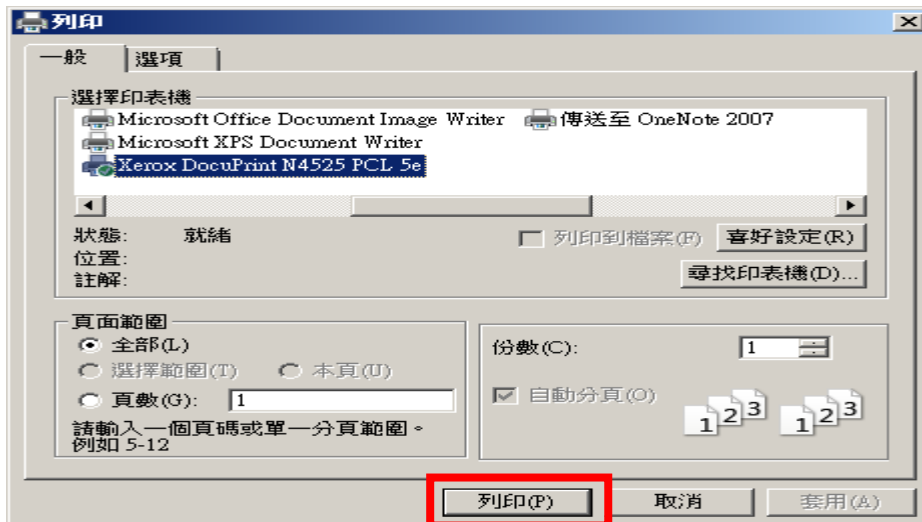 列印
一般 選項
選擇印表機
Microsoft Office Document Image Writer 傳送至 OneNote 2007
Microsoft XPS Document Writer
Xerox DocuPrint N4525 PCL 5e
狀態: 就緒 列印到檔案(F) 喜好設定(R)
位置:
註解: 尋找印表機(D)...
頁面範圍
全部(L) 份數(C): 1
選擇範圍(T) 本頁(U)
頁數(G): 1 自動分頁(O)
1 2 3 1 2 3
請輸入一個頁碼或單一分頁範圍。
例如 5-12
列印(P) 取消 套用(A)